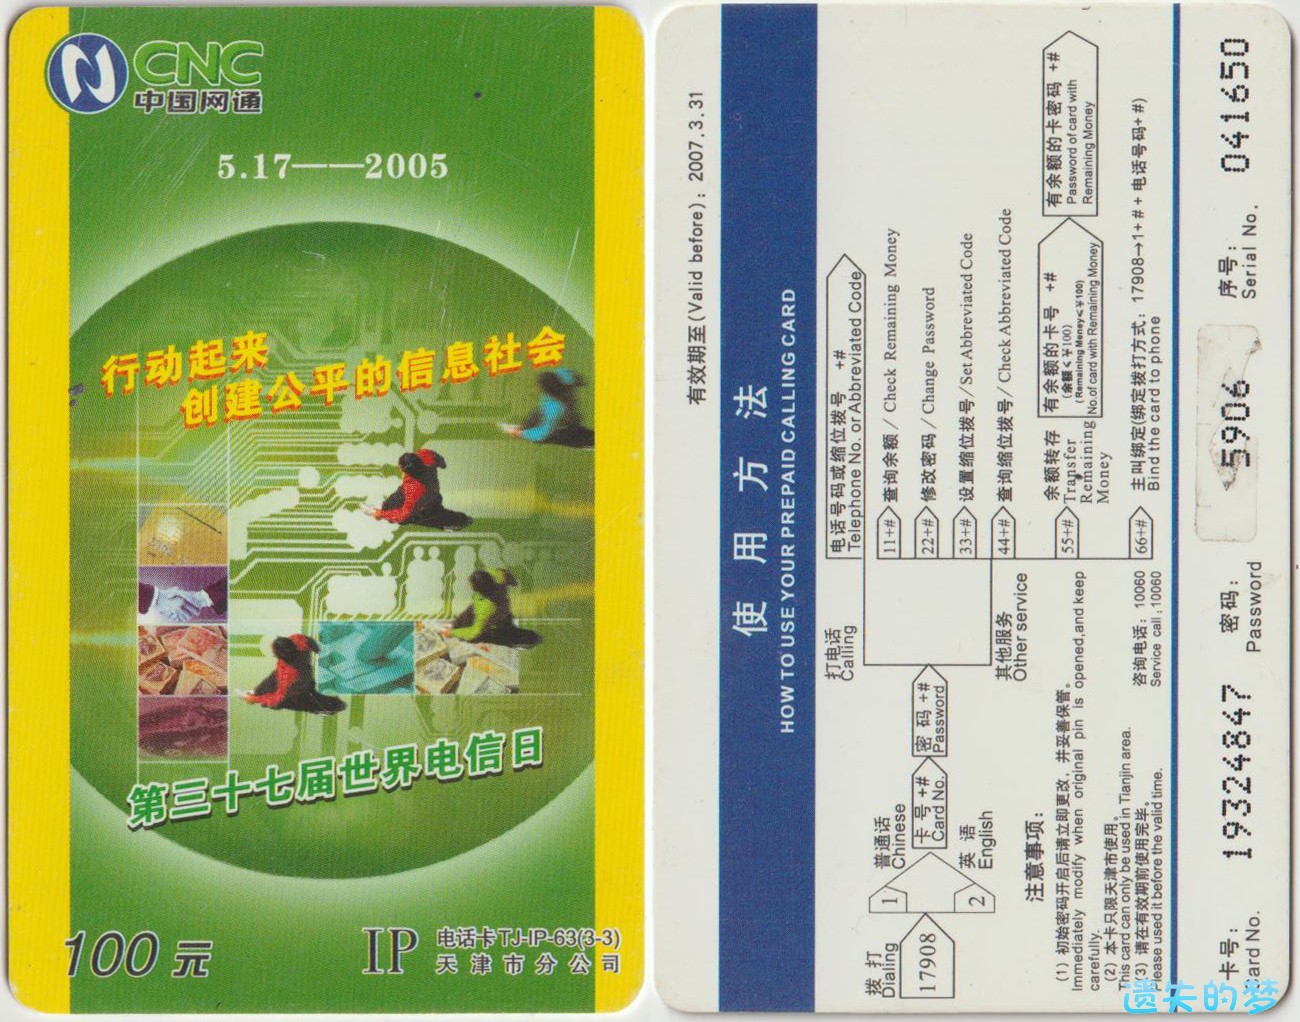 CNC
中国网通
5.17——2005
行动起来
创建公平的信息社会
第三十七届世界电信日
100 元
IP
电话卡TJ-IP-63(3-3)
天津市分公司
有效期至(Valid before): 2007.3.31
使用方法
HOW TO USE YOUR PREPAID CALLING CARD
拨打
Dialing
17908
1
普通话
Chinese
2
英语
English
卡号+#
Card No.
密码+#
Password
打电话
Calling
电话号码或缩位拨号 +#
Telephone No. or Abbreviated Code
其他服务
Other service
11+# 查询余额 / Check Remaining Money
22+# 修改密码 / Change Password
33+# 设置缩位拨号 / Set Abbreviated Code
44+# 查询缩位拨号 / Check Abbreviated Code
55+# 余额转存
Transfer
Remaining
Money
有余额的卡号 +#
(余额≤¥100)
(Remaining Money≤¥100)
No.of card with Remaining Money
有余额的卡密码 +#
Password of card with
Remaining Money
66+# 主叫绑定(绑定拨打方式: 17908→1+#+电话号码+#)
Bind the card to phone
注意事项:
(1) 初始密码开启后请立即更改, 并妥善保管。
Immediately modify when original pin is opened,and keep
carefully.
(2) 本卡只限天津市使用。
This card can only be used in Tianjin area.
(3) 请在有效期前使用完毕。
Please used it before the valid time.
咨询电话: 10060
Service call: 10060
卡号:
Card No.
19324847
密码:
Password
5906
序号:
Serial No.
041650
遗失的梦